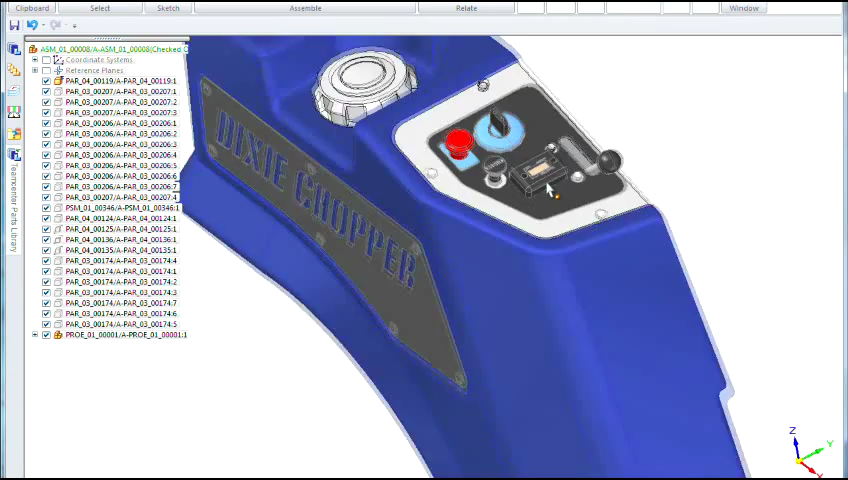 Clipboard
Select
Sketch
Assemble
Relate
Window
ASM_01_00008/A-ASM_01_00008(Checked C
Coordinate Systems
Reference Planes
PAR_04_00119/A-PAR_04_00119:1
PAR_03_00207/A-PAR_03_00207:1
PAR_03_00207/A-PAR_03_00207:2
PAR_03_00207/A-PAR_03_00207:3
PAR_03_00206/A-PAR_03_00206:1
PAR_03_00206/A-PAR_03_00206:2
PAR_03_00206/A-PAR_03_00206:3
PAR_03_00206/A-PAR_03_00206:4
PAR_03_00206/A-PAR_03_00206:5
PAR_03_00206/A-PAR_03_00206:6
PAR_03_00206/A-PAR_03_00206:7
PAR_03_00207/A-PAR_03_00207:4
PSM_01_00346/A-PSM_01_00346:1
PAR_04_00124/A-PAR_04_00124:1
PAR_04_00125/A-PAR_04_00125:1
PAR_04_00136/A-PAR_04_00136:1
PAR_04_00135/A-PAR_04_00135:1
PAR_03_00174/A-PAR_03_00174:4
PAR_03_00174/A-PAR_03_00174:1
PAR_03_00174/A-PAR_03_00174:2
PAR_03_00174/A-PAR_03_00174:3
PAR_03_00174/A-PAR_03_00174:7
PAR_03_00174/A-PAR_03_00174:6
PAR_03_00174/A-PAR_03_00174:5
PROE_01_00001/A-PROE_01_00001:1
Teamcenter Parts Library
DIXIE CHOPPER
Z
Y
X